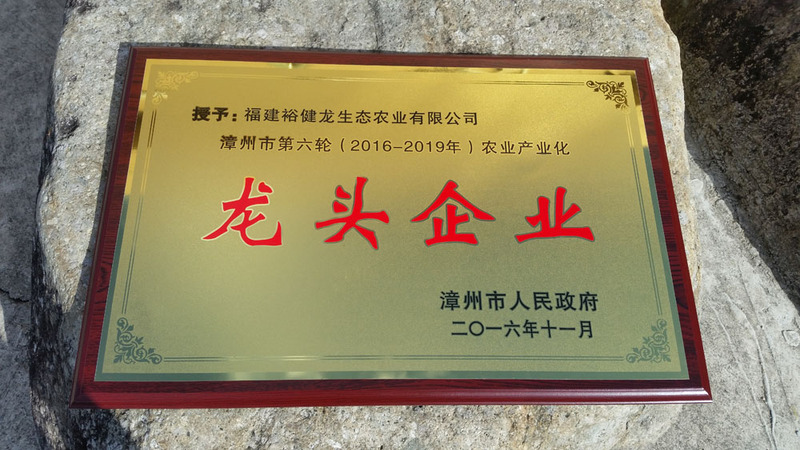 授予：福建裕健龙生态农业有限公司
漳州市第六轮（2016-2019年）农业产业化
龙头企业
漳州市人民政府
二〇一六年十一月